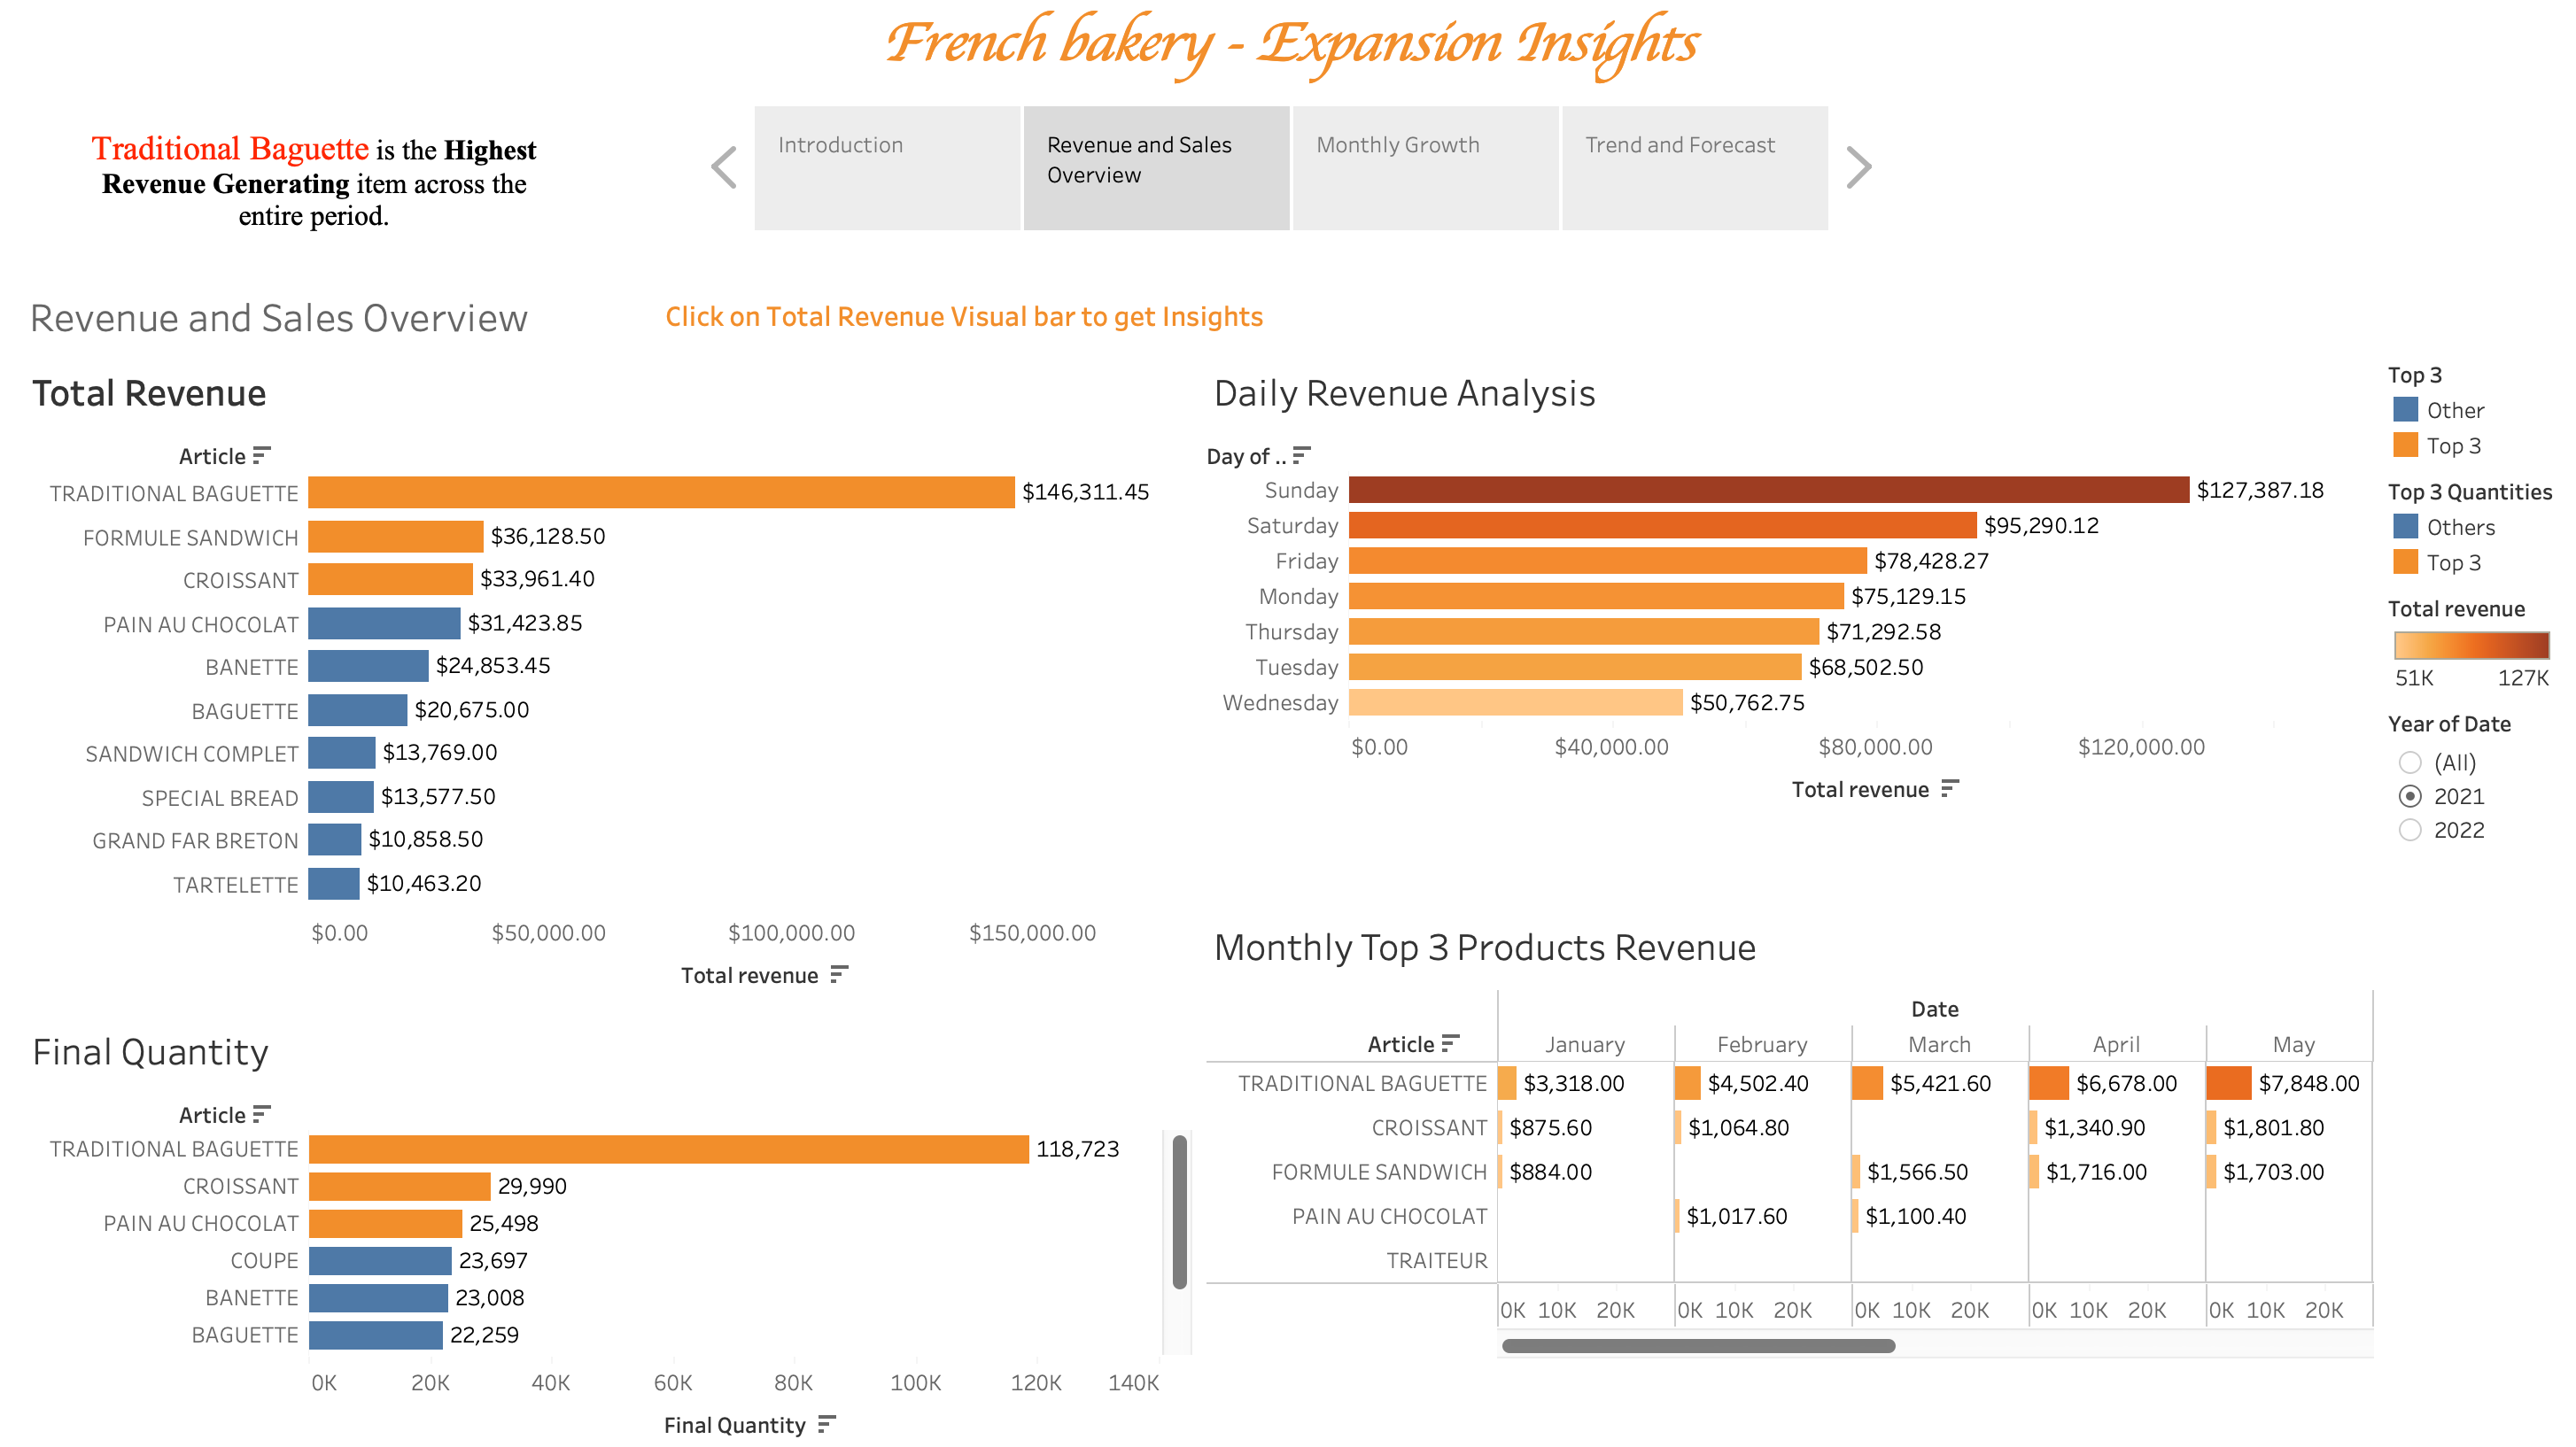 French bakery - Expansion Insights
Traditional Baguette is the Highest
Revenue Generating item across the
entire period.
Introduction
Revenue and Sales
Overview
Monthly Growth
Trend and Forecast
Revenue and Sales Overview
Click on Total Revenue Visual bar to get Insights
Total Revenue
Article
TRADITIONAL BAGUETTE $146,311.45
FORMULE SANDWICH $36,128.50
CROISSANT $33,961.40
PAIN AU CHOCOLAT $31,423.85
BANETTE $24,853.45
BAGUETTE $20,675.00
SANDWICH COMPLET $13,769.00
SPECIAL BREAD $13,577.50
GRAND FAR BRETON $10,858.50
TARTELETTE $10,463.20
$0.00 $50,000.00 $100,000.00 $150,000.00
Total revenue
Final Quantity
Article
TRADITIONAL BAGUETTE 118,723
CROISSANT 29,990
PAIN AU CHOCOLAT 25,498
COUPE 23,697
BANETTE 23,008
BAGUETTE 22,259
0K 20K 40K 60K 80K 100K 120K 140K
Final Quantity
Daily Revenue Analysis
Day of ..
Sunday $127,387.18
Saturday $95,290.12
Friday $78,428.27
Monday $75,129.15
Thursday $71,292.58
Tuesday $68,502.50
Wednesday $50,762.75
$0.00 $40,000.00 $80,000.00 $120,000.00
Total revenue
Monthly Top 3 Products Revenue
Date
Article January February March April May
TRADITIONAL BAGUETTE $3,318.00 $4,502.40 $5,421.60 $6,678.00 $7,848.00
CROISSANT $875.60 $1,064.80 $1,340.90 $1,801.80
FORMULE SANDWICH $884.00 $1,566.50 $1,716.00 $1,703.00
PAIN AU CHOCOLAT $1,017.60 $1,100.40
TRAITEUR
0K 10K 20K 0K 10K 20K 0K 10K 20K 0K 10K 20K 0K 10K 20K
Top 3
Other
Top 3
Top 3 Quantities
Others
Top 3
Total revenue
51K 127K
Year of Date
(All)
2021
2022